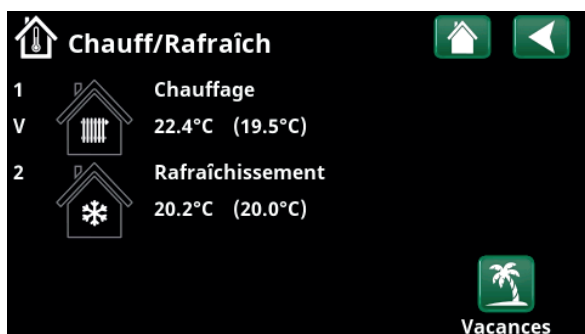 Chauff/Rafraîch
1 Chauffage
V 22.4°C (19.5°C)
2 Rafraîchissement
20.2°C (20.0°C)
Vacances